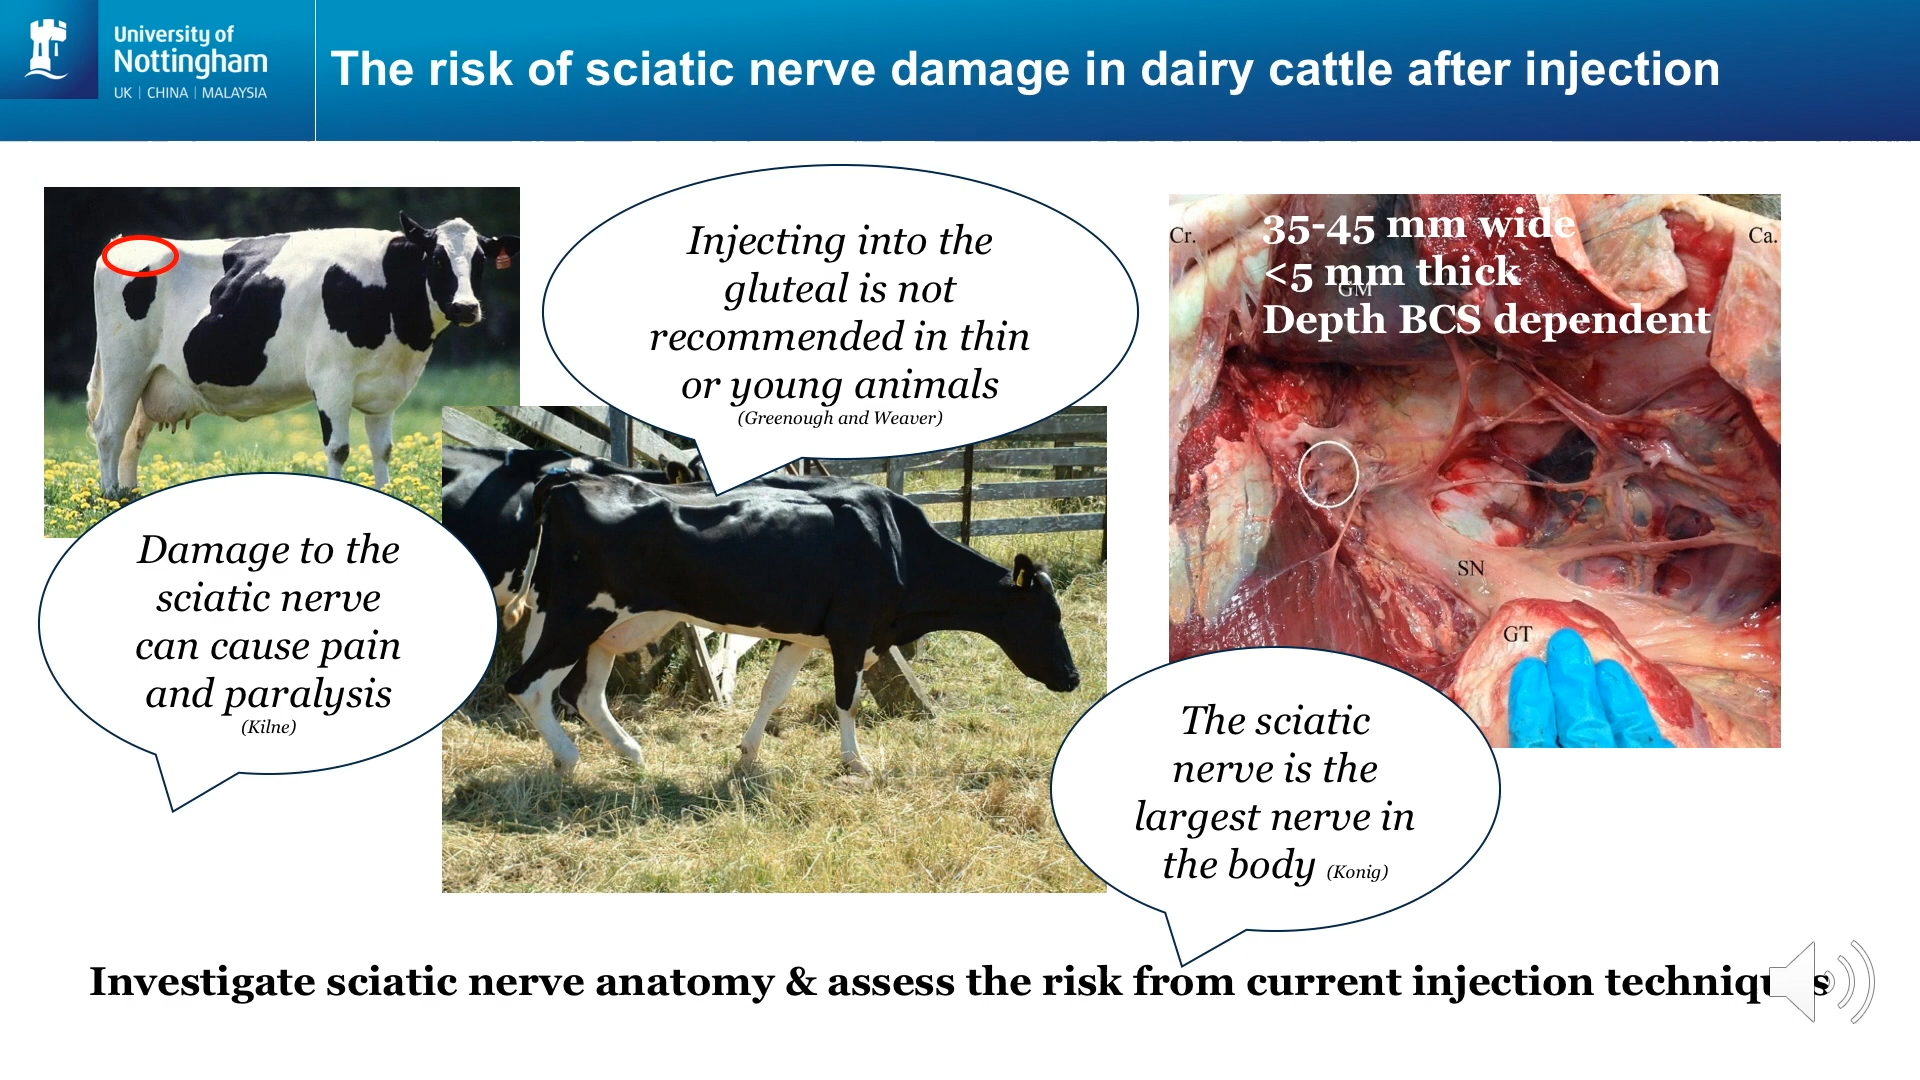 University of
Nottingham
UK | CHINA | MALAYSIA
The risk of sciatic nerve damage in dairy cattle after injection
Injecting into the
gluteal is not
recommended in thin
or young animals
(Greenough and Weaver)
Damage to the
sciatic nerve
can cause pain
and paralysis
(Kilne)
Cr.
35-45 mm wide
Ca.
<5 mm thick
GM
Depth BCS dependent
SN
GT
The sciatic
nerve is the
largest nerve in
the body (Konig)
Investigate sciatic nerve anatomy & assess the risk from current injection techniques